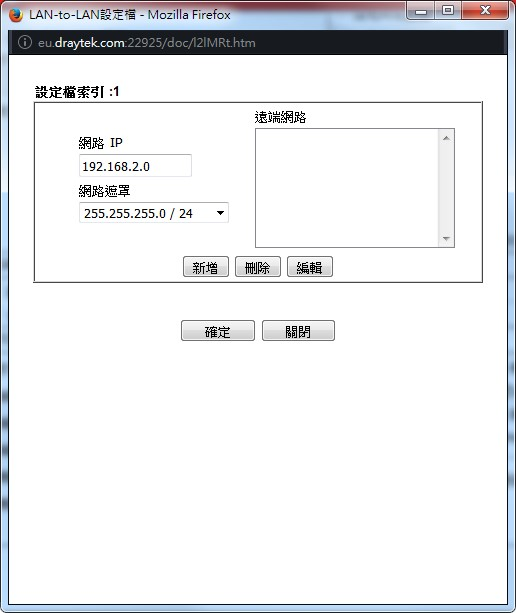 LAN-to-LAN設定檔 - Mozilla Firefox
eu.draytek.com:22925/doc/l2lMRt.htm
設定檔索引 :1
網路 IP
192.168.2.0
網路遮罩
255.255.255.0 / 24
遠端網路
新增 刪除 編輯
確定 關閉